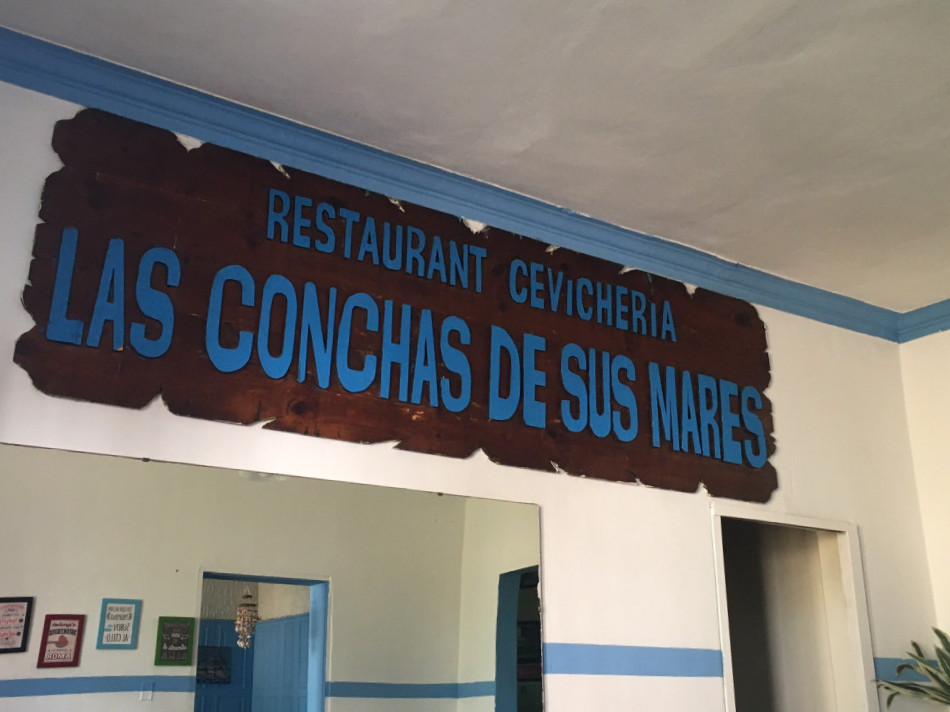 RESTAURANT CEVICHERIA
LAS CONCHAS DE SUS MARES